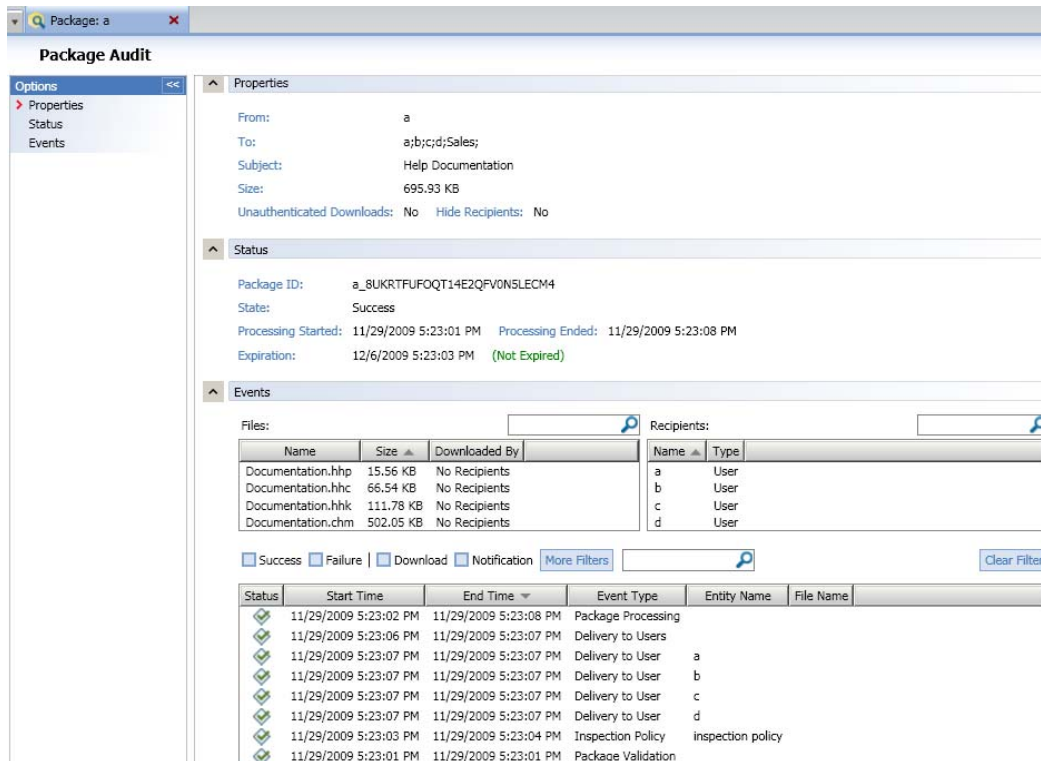 Package: a
Package Audit
Options <<
Properties
Status
Events
Properties
From: a
To: a;b;c;d;Sales;
Subject: Help Documentation
Size: 695.93 KB
Unauthenticated Downloads: No Hide Recipients: No
Status
Package ID: a_8UKRTFUFOQT14E2QFV0N5LECM4
State: Success
Processing Started: 11/29/2009 5:23:01 PM Processing Ended: 11/29/2009 5:23:08 PM
Expiration: 12/6/2009 5:23:03 PM (Not Expired)
Events
Files: Recipients:
Name Size Downloaded By Name Type
Documentation.hhp 15.56 KB No Recipients a User
Documentation.hhc 66.54 KB No Recipients b User
Documentation.hhk 111.78 KB No Recipients c User
Documentation.chm 502.05 KB No Recipients d User
Success Failure | Download Notification More Filters Clear Filter
Status Start Time End Time Event Type Entity Name File Name
11/29/2009 5:23:02 PM 11/29/2009 5:23:08 PM Package Processing
11/29/2009 5:23:06 PM 11/29/2009 5:23:07 PM Delivery to Users
11/29/2009 5:23:07 PM 11/29/2009 5:23:07 PM Delivery to User a
11/29/2009 5:23:07 PM 11/29/2009 5:23:07 PM Delivery to User b
11/29/2009 5:23:07 PM 11/29/2009 5:23:07 PM Delivery to User c
11/29/2009 5:23:07 PM 11/29/2009 5:23:07 PM Delivery to User d
11/29/2009 5:23:03 PM 11/29/2009 5:23:04 PM Inspection Policy inspection policy
11/29/2009 5:23:01 PM 11/29/2009 5:23:01 PM Package Validation